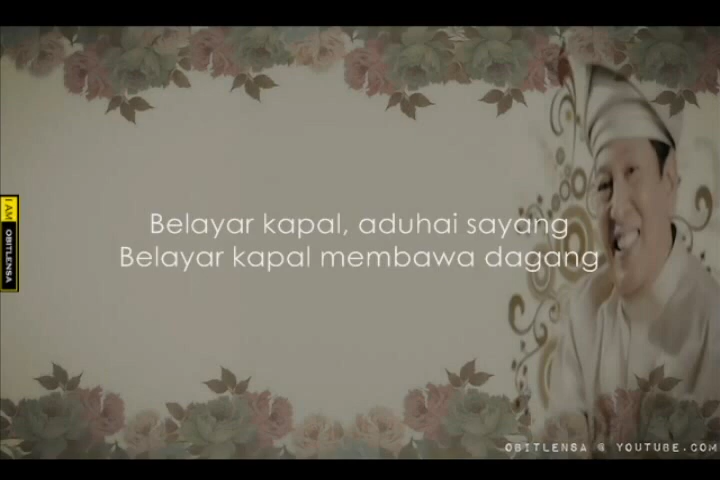 Belayar kapal, aduhai sayang
Belayar kapal membawa dagang
I AM OBITLENSA
OBITLENSA @ YOUTUBE.COM